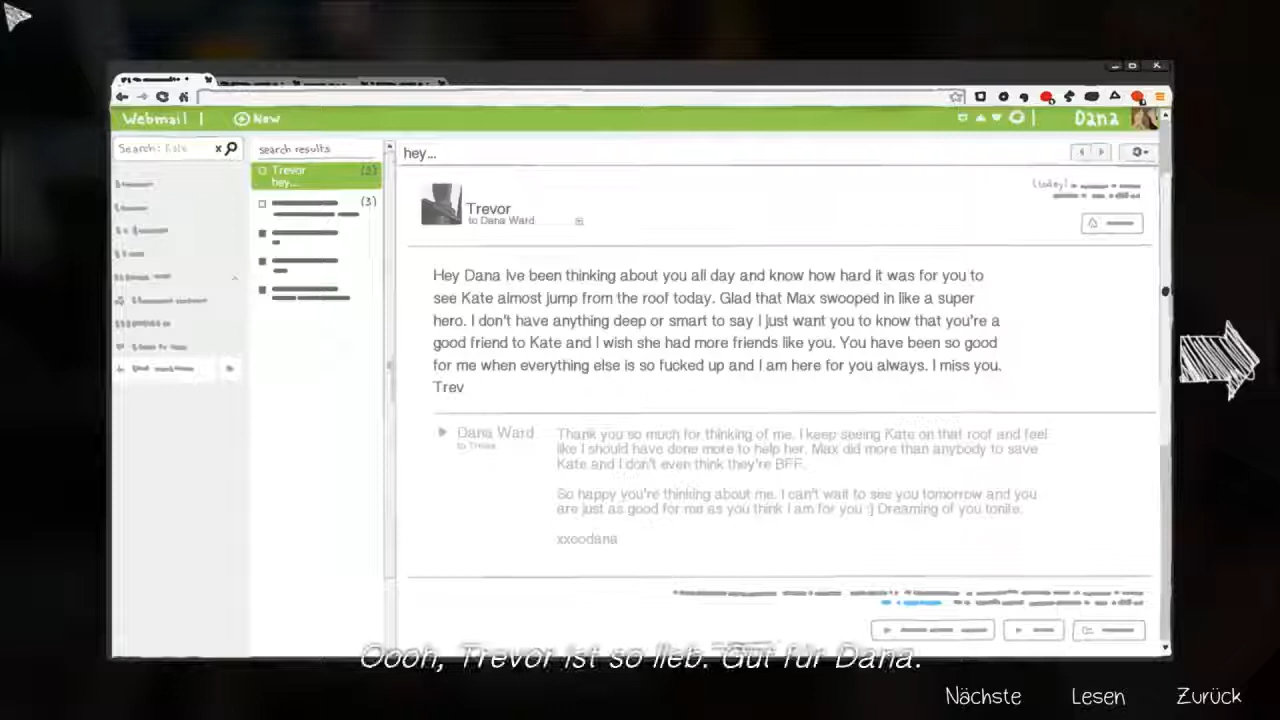 Webmail | New
Dana
Search: Kate x
search results
hey...
Trevor (2)
hey...
(3)
(today)
Trevor
to Dana Ward
Hey Dana Ive been thinking about you all day and know how hard it was for you to
see Kate almost jump from the roof today. Glad that Max swooped in like a super
hero. I don't have anything deep or smart to say I just want you to know that you're a
good friend to Kate and I wish she had more friends like you. You have been so good
for me when everything else is so fucked up and I am here for you always. I miss you.
Trev
Dana Ward
to Trevor
Thank you so much for thinking of me. I keep seeing Kate on that roof and feel
like I should have done more to help her. Max did more than anybody to save
Kate and I don't even think they're BFF.
So happy you're thinking about me. I can't wait to see you tomorrow and you
are just as good for me as you think I am for you :) Dreaming of you tonite.
xxoodana
Oooh, Trevor ist so lieb. Gut für Dana.
Nächste Lesen Zurück